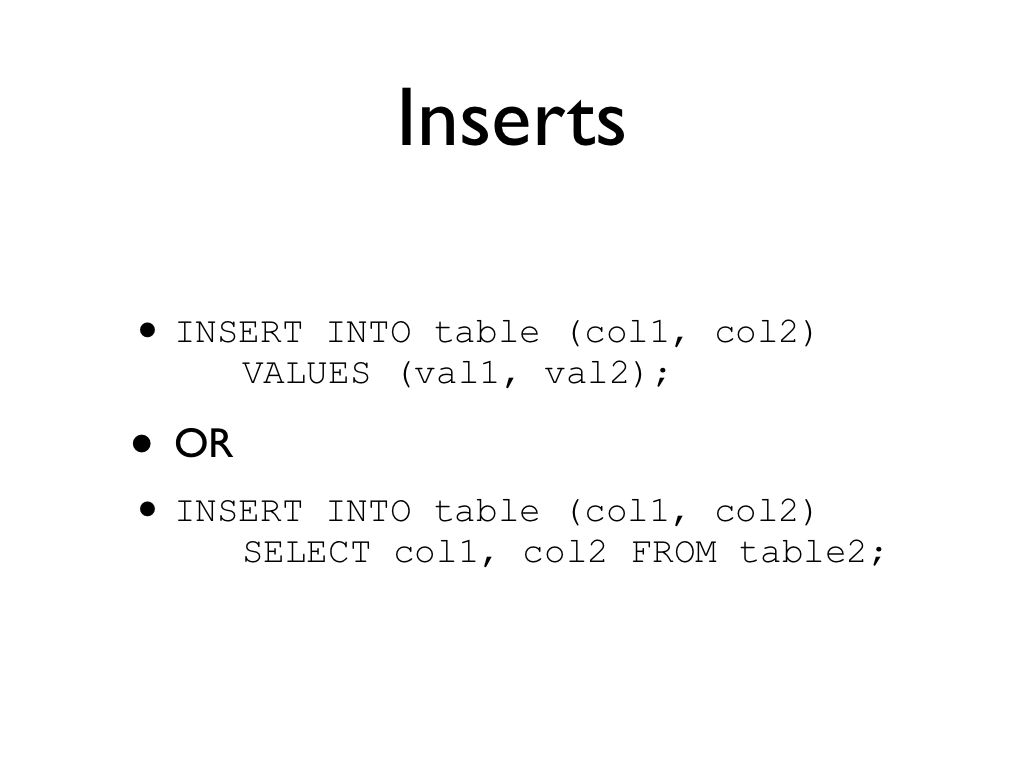 Inserts
• INSERT INTO table (col1, col2)
VALUES (val1, val2);
• OR
• INSERT INTO table (col1, col2)
SELECT col1, col2 FROM table2;